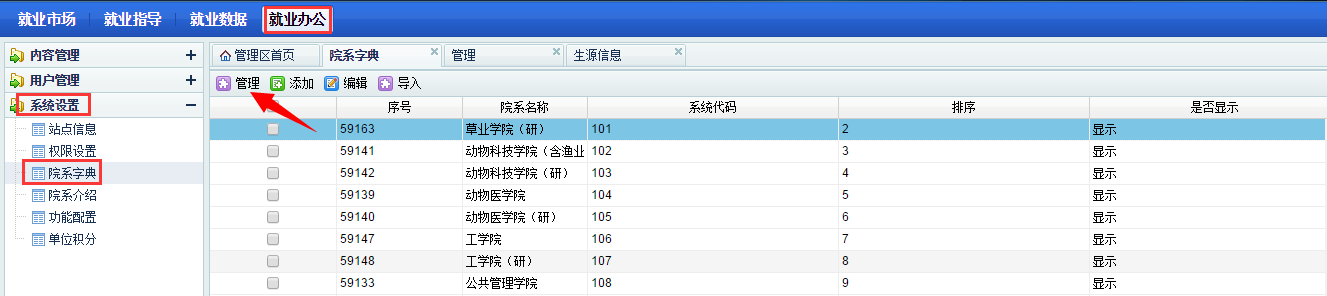 就业市场 就业指导 就业数据 就业办公
内容管理
用户管理
系统设置
站点信息
权限设置
院系字典
院系介绍
功能配置
单位积分
管理区首页 院系字典 管理 生源信息
管理 添加 编辑 导入
序号 院系名称 系统代码 排序 是否显示
59163 草业学院（研） 101 2 显示
59141 动物科技学院（含渔业 102 3 显示
59142 动物科技学院（研） 103 4 显示
59139 动物医学院 104 5 显示
59140 动物医学院（研） 105 6 显示
59147 工学院 106 7 显示
59148 工学院（研） 107 8 显示
59133 公共管理学院 108 9 显示